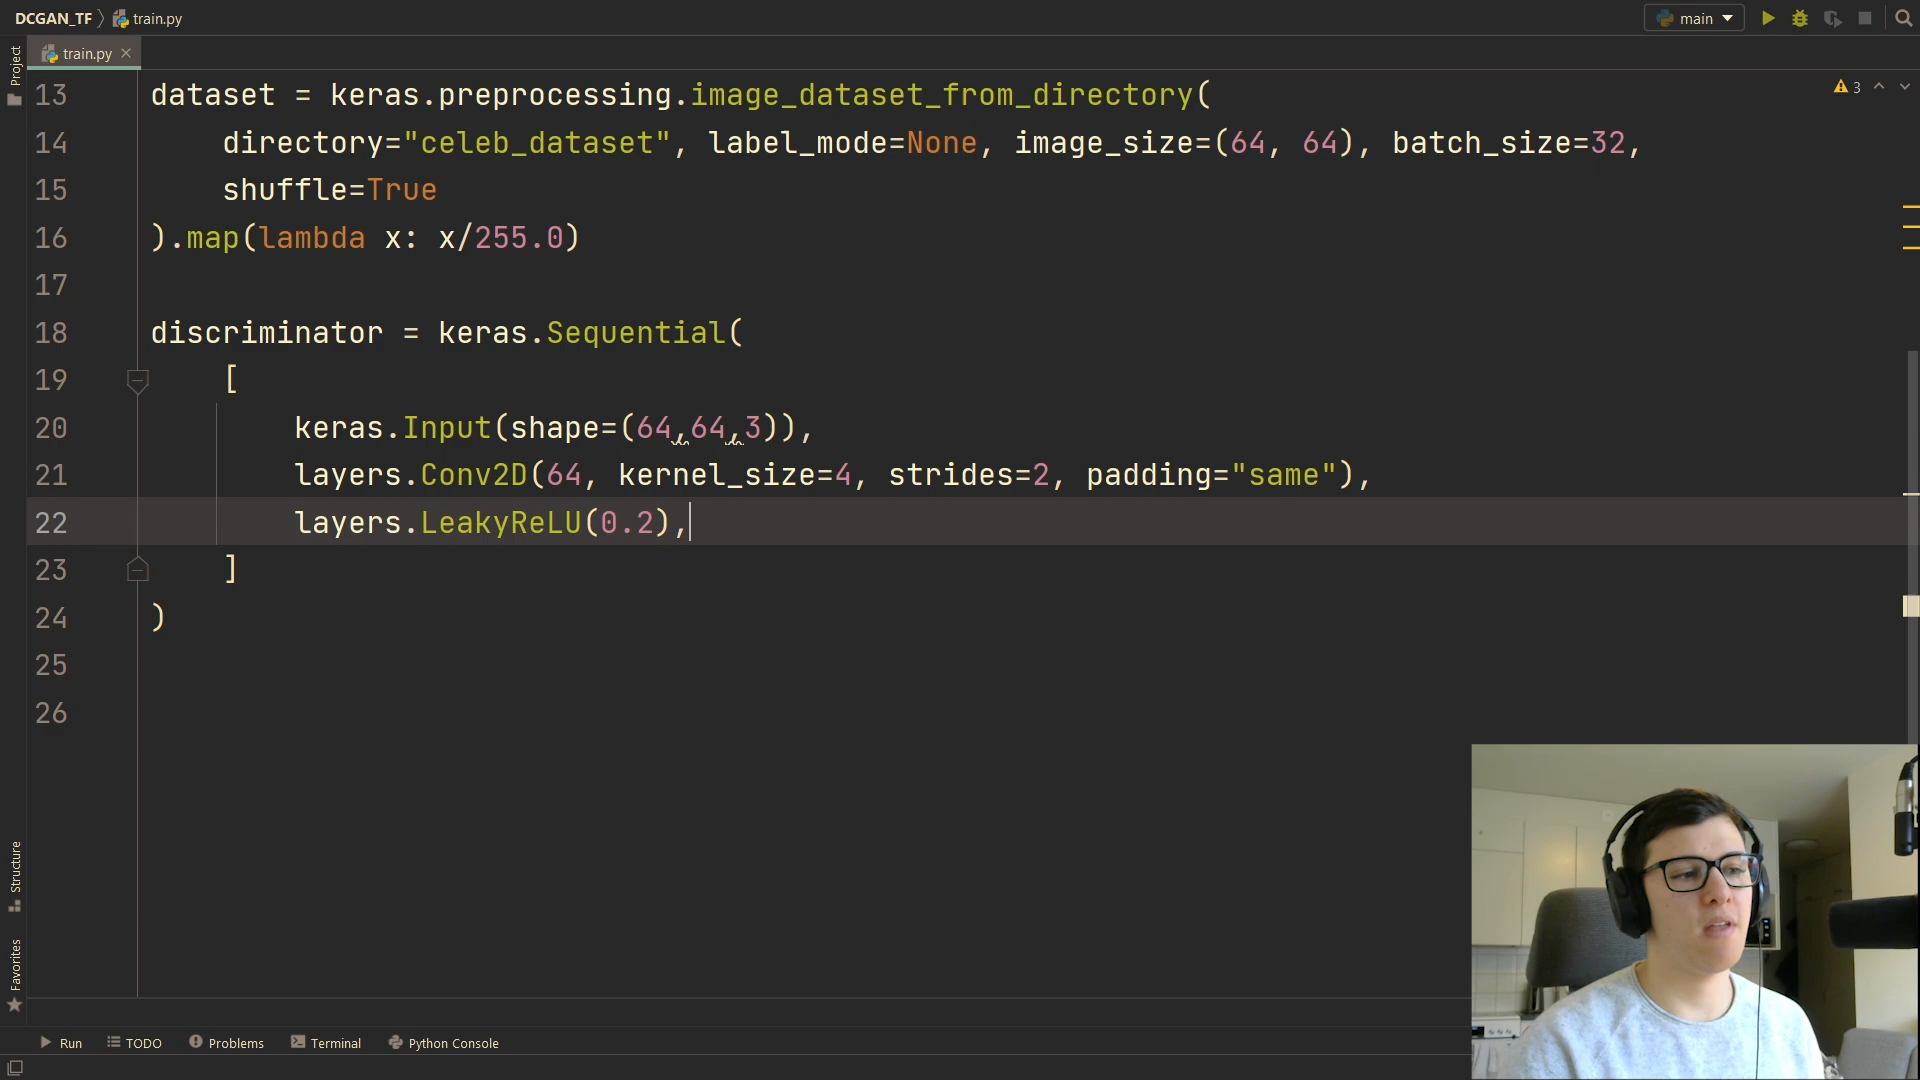 DCGAN_TF
train.py
main
Project
train.py
3
13 dataset = keras.preprocessing.image_dataset_from_directory(
14     directory="celeb_dataset", label_mode=None, image_size=(64, 64), batch_size=32,
15     shuffle=True
16 ).map(lambda x: x/255.0)
17
18 discriminator = keras.Sequential(
19     [
20         keras.Input(shape=(64,64,3)),
21         layers.Conv2D(64, kernel_size=4, strides=2, padding="same"),
22         layers.LeakyReLU(0.2),
23     ]
24 )
25
26
Structure
Favorites
Run
TODO
Problems
Terminal
Python Console